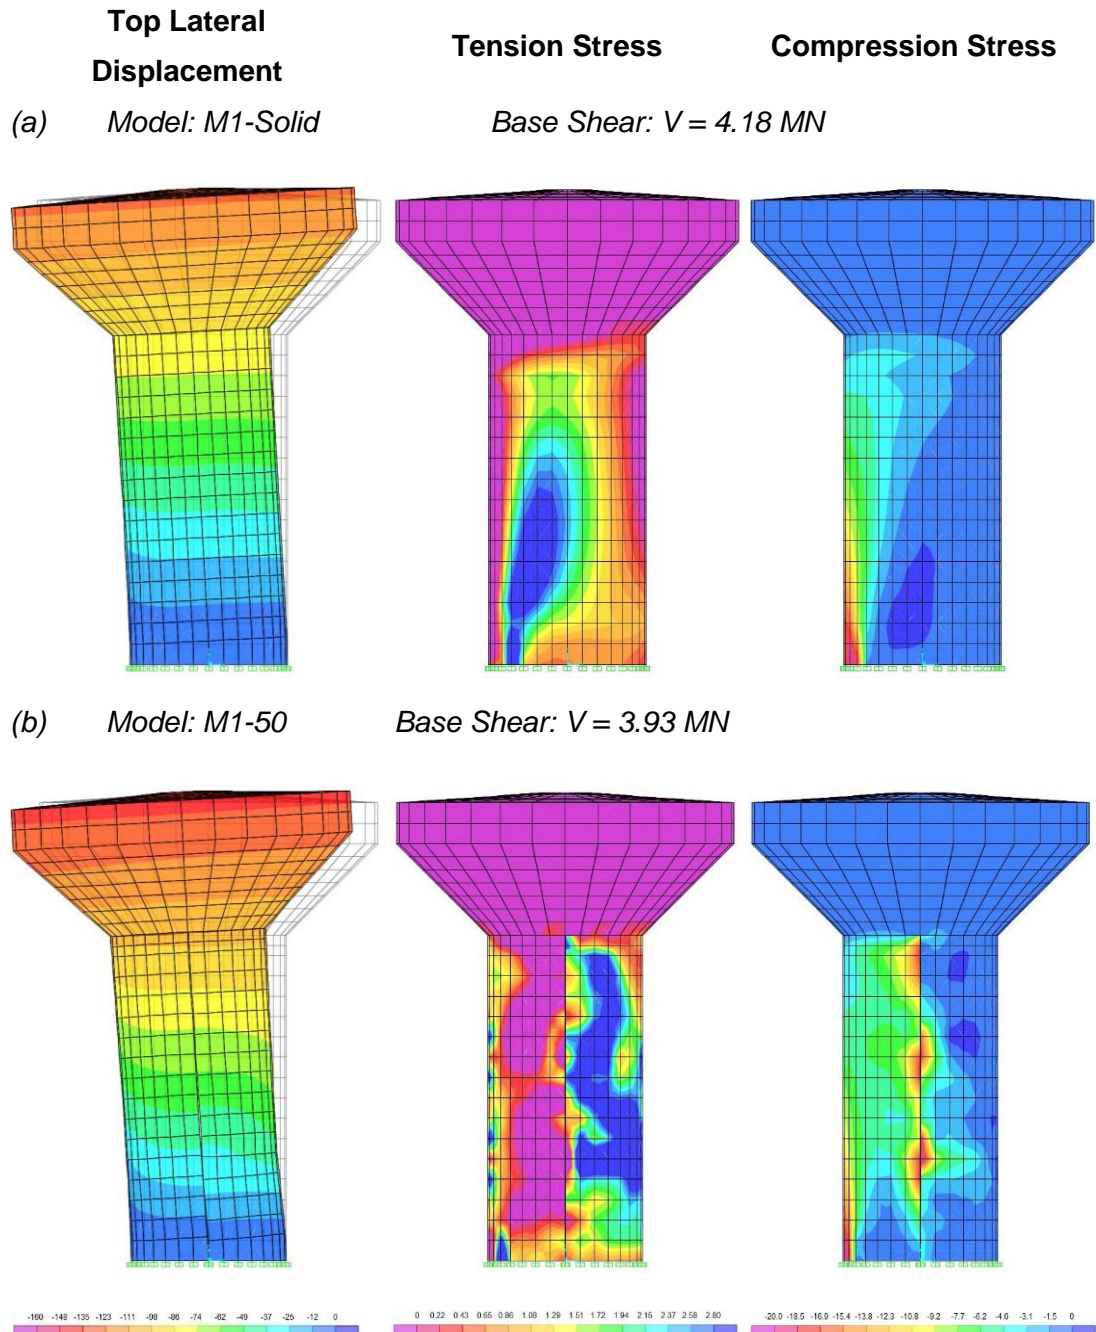 Top Lateral
Displacement
Tension Stress
Compression Stress
(a) Model: M1-Solid Base Shear: V = 4.18 MN
(b) Model: M1-50 Base Shear: V = 3.93 MN
-160 -148 -135 -123 -111 -98 -86 -74 -62 -49 -37 -25 -12 0
0 0.22 0.43 0.65 0.86 1.08 1.29 1.51 1.72 1.94 2.15 2.37 2.58 2.80
-20.0 -18.5 -16.9 -15.4 -13.8 -12.3 -10.8 -9.2 -7.7 -6.2 -4.6 -3.1 -1.5 0